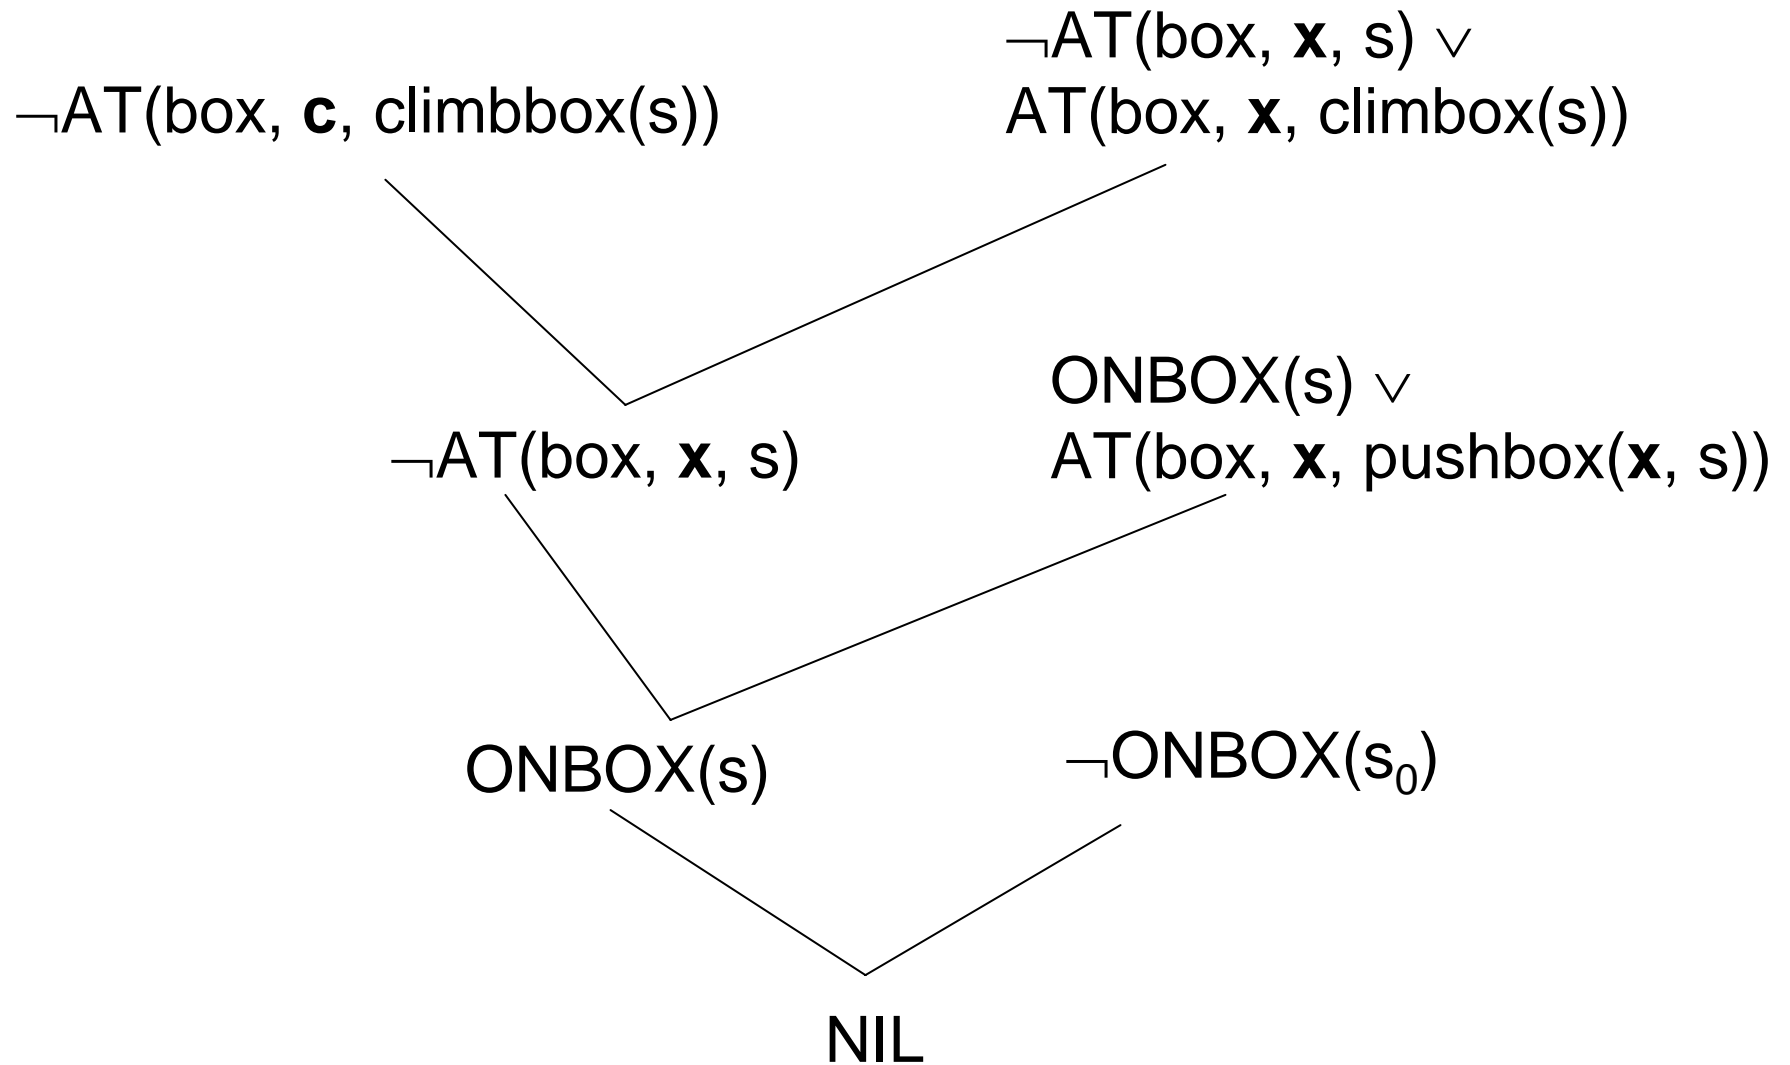 ¬AT(box, c, climbbox(s))
¬AT(box, x, s) ∨
AT(box, x, climbox(s))
¬AT(box, x, s)
ONBOX(s) ∨
AT(box, x, pushbox(x, s))
ONBOX(s)
¬ONBOX(s₀)
NIL